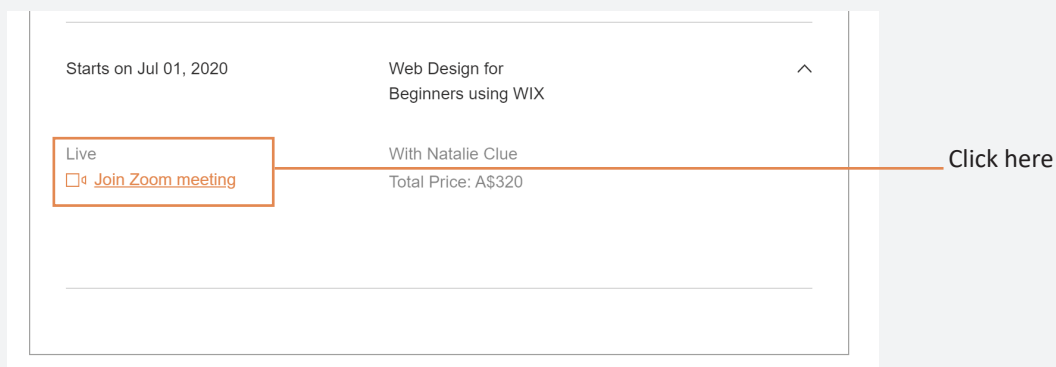 Starts on Jul 01, 2020
Web Design for
Beginners using WIX
Live
Join Zoom meeting
With Natalie Clue
Total Price: A$320
Click here